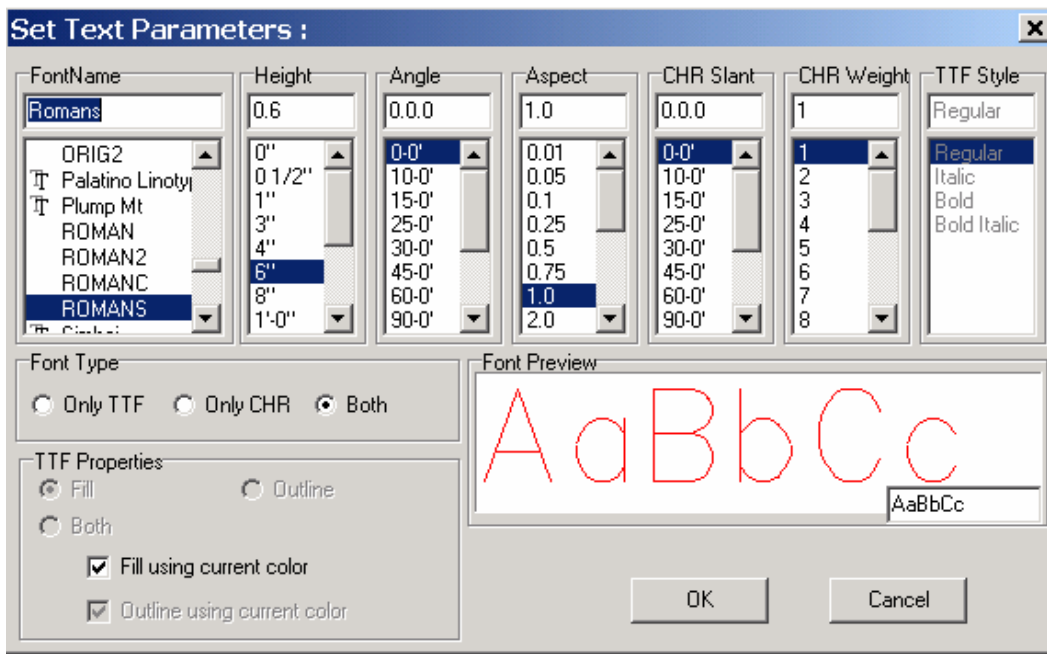 Set Text Parameters :
FontName
Romans
ORIG2
Palatino Linotyp
Plump Mt
ROMAN
ROMAN2
ROMANC
ROMANS
Height
0.6
0"
0 1/2"
1"
3"
4"
6"
8"
1'-0"
Angle
0.0.0
0-0'
10-0'
15-0'
25-0'
30-0'
45-0'
60-0'
90-0'
Aspect
1.0
0.01
0.05
0.1
0.25
0.5
0.75
1.0
2.0
CHR Slant
0.0.0
0-0'
10-0'
15-0'
25-0'
30-0'
45-0'
60-0'
90-0'
CHR Weight
1
1
2
3
4
5
6
7
8
TTF Style
Regular
Regular
Italic
Bold
Bold Italic
Font Type
Only TTF Only CHR Both
TTF Properties
Fill Outline
Both
Fill using current color
Outline using current color
Font Preview
AaBbCc
AaBbCc
OK Cancel